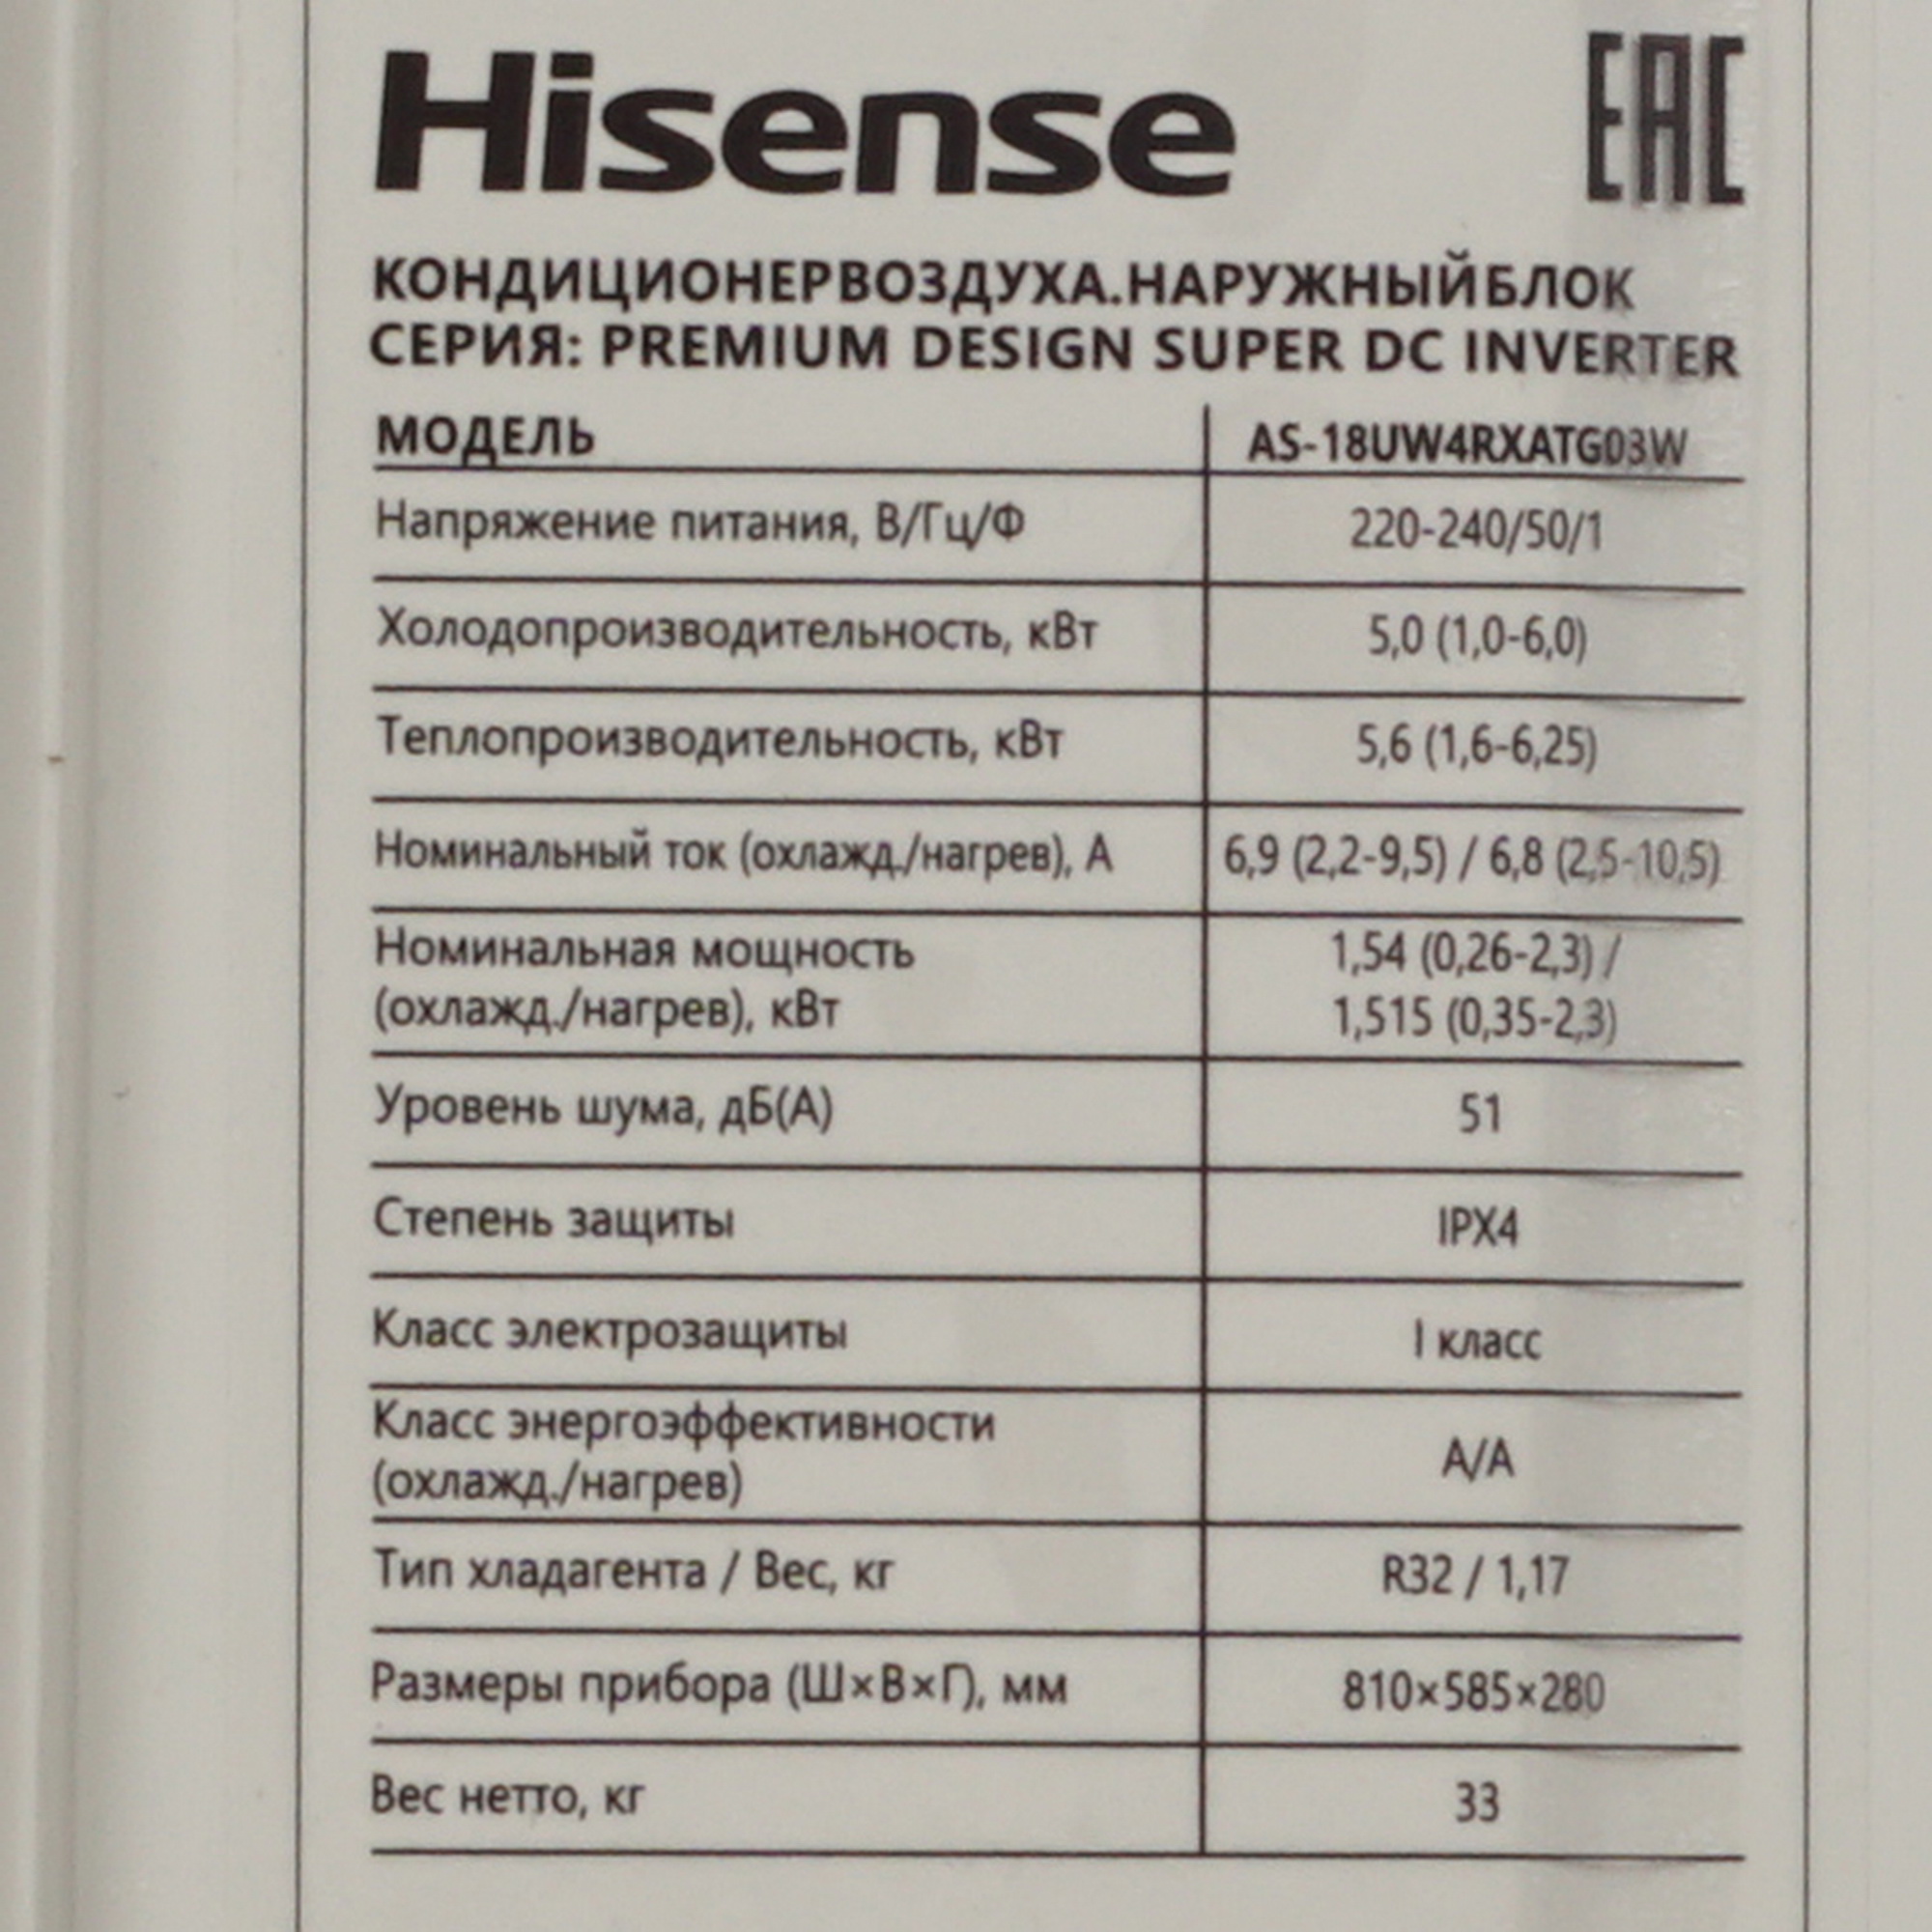 Hisense
EAC
КОНДИЦИОНЕР ВОЗДУХА. НАРУЖНЫЙ БЛОК
СЕРИЯ: PREMIUM DESIGN SUPER DC INVERTER
МОДЕЛЬ AS-18UW4RXATG03W
Напряжение питания, В/Гц/Ф 220-240/50/1
Холодопроизводительность, кВт 5,0 (1,0-6,0)
Теплопроизводительность, кВт 5,6 (1,6-6,25)
Номинальный ток (охлажд./нагрев), А 6,9 (2,2-9,5) / 6,8 (2,5-10,5)
Номинальная мощность 1,54 (0,26-2,3) /
(охлажд./нагрев), кВт 1,515 (0,35-2,3)
Уровень шума, дБ(А) 51
Степень защиты IPX4
Класс электрозащиты I класс
Класс энергоэффективности
(охлажд./нагрев) A/A
Тип хладагента / Вес, кг R32 / 1,17
Размеры прибора (Ш×В×Г), мм 810×585×280
Вес нетто, кг 33